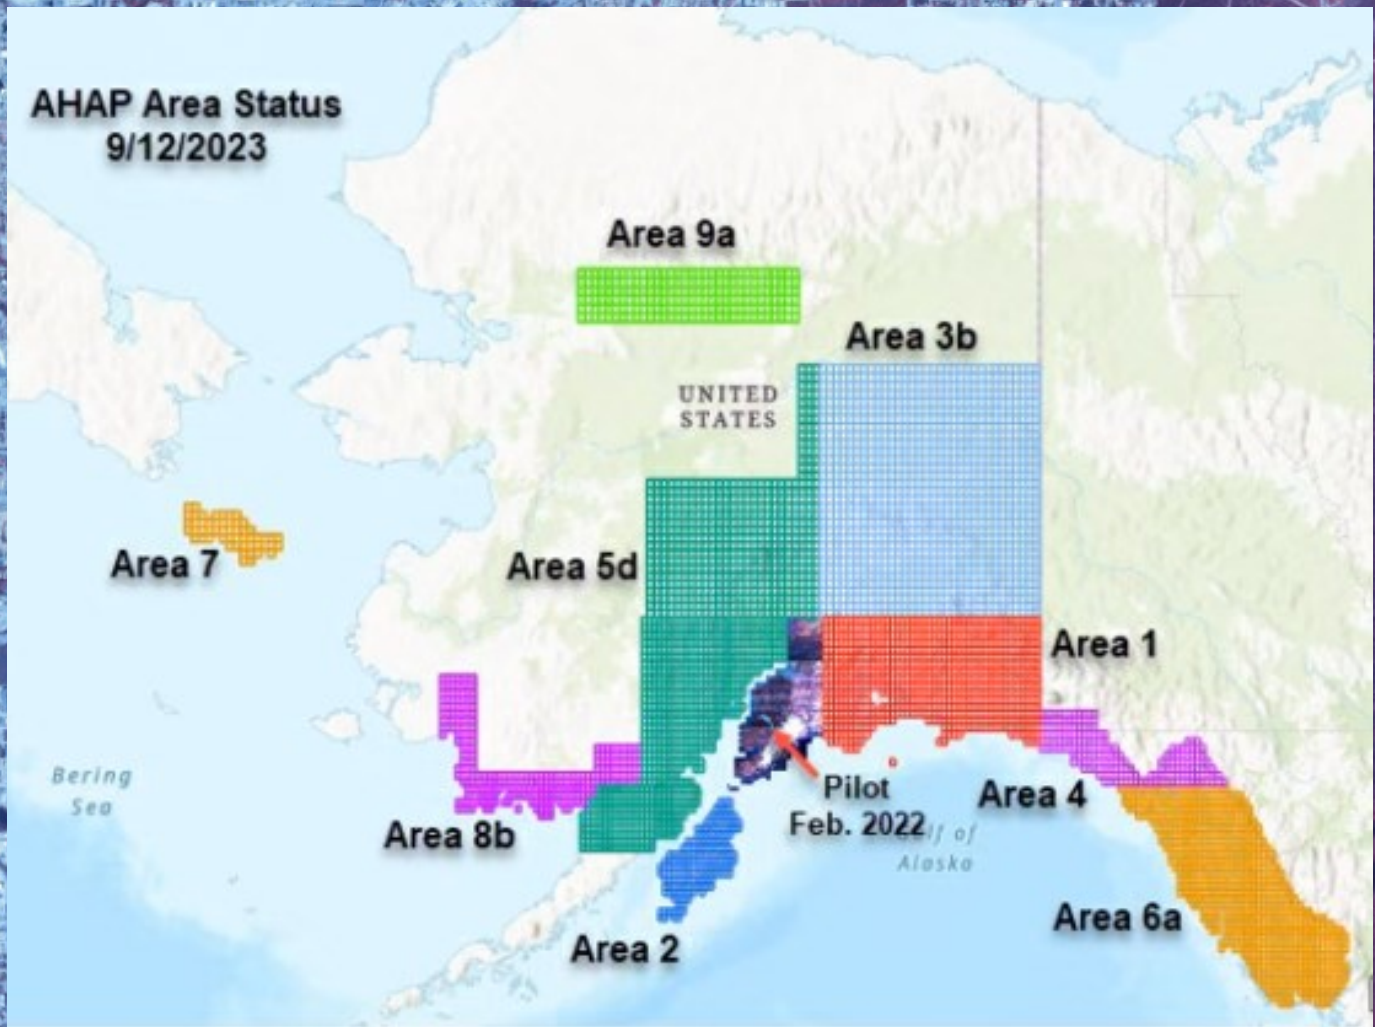 AHAP Area Status
9/12/2023
Area 9a
Area 3b
UNITED
STATES
Area 7
Area 5d
Area 1
Bering
Sea
Area 8b
Pilot
Feb. 2022
Area 4
of
Alaska
Area 2
Area 6a